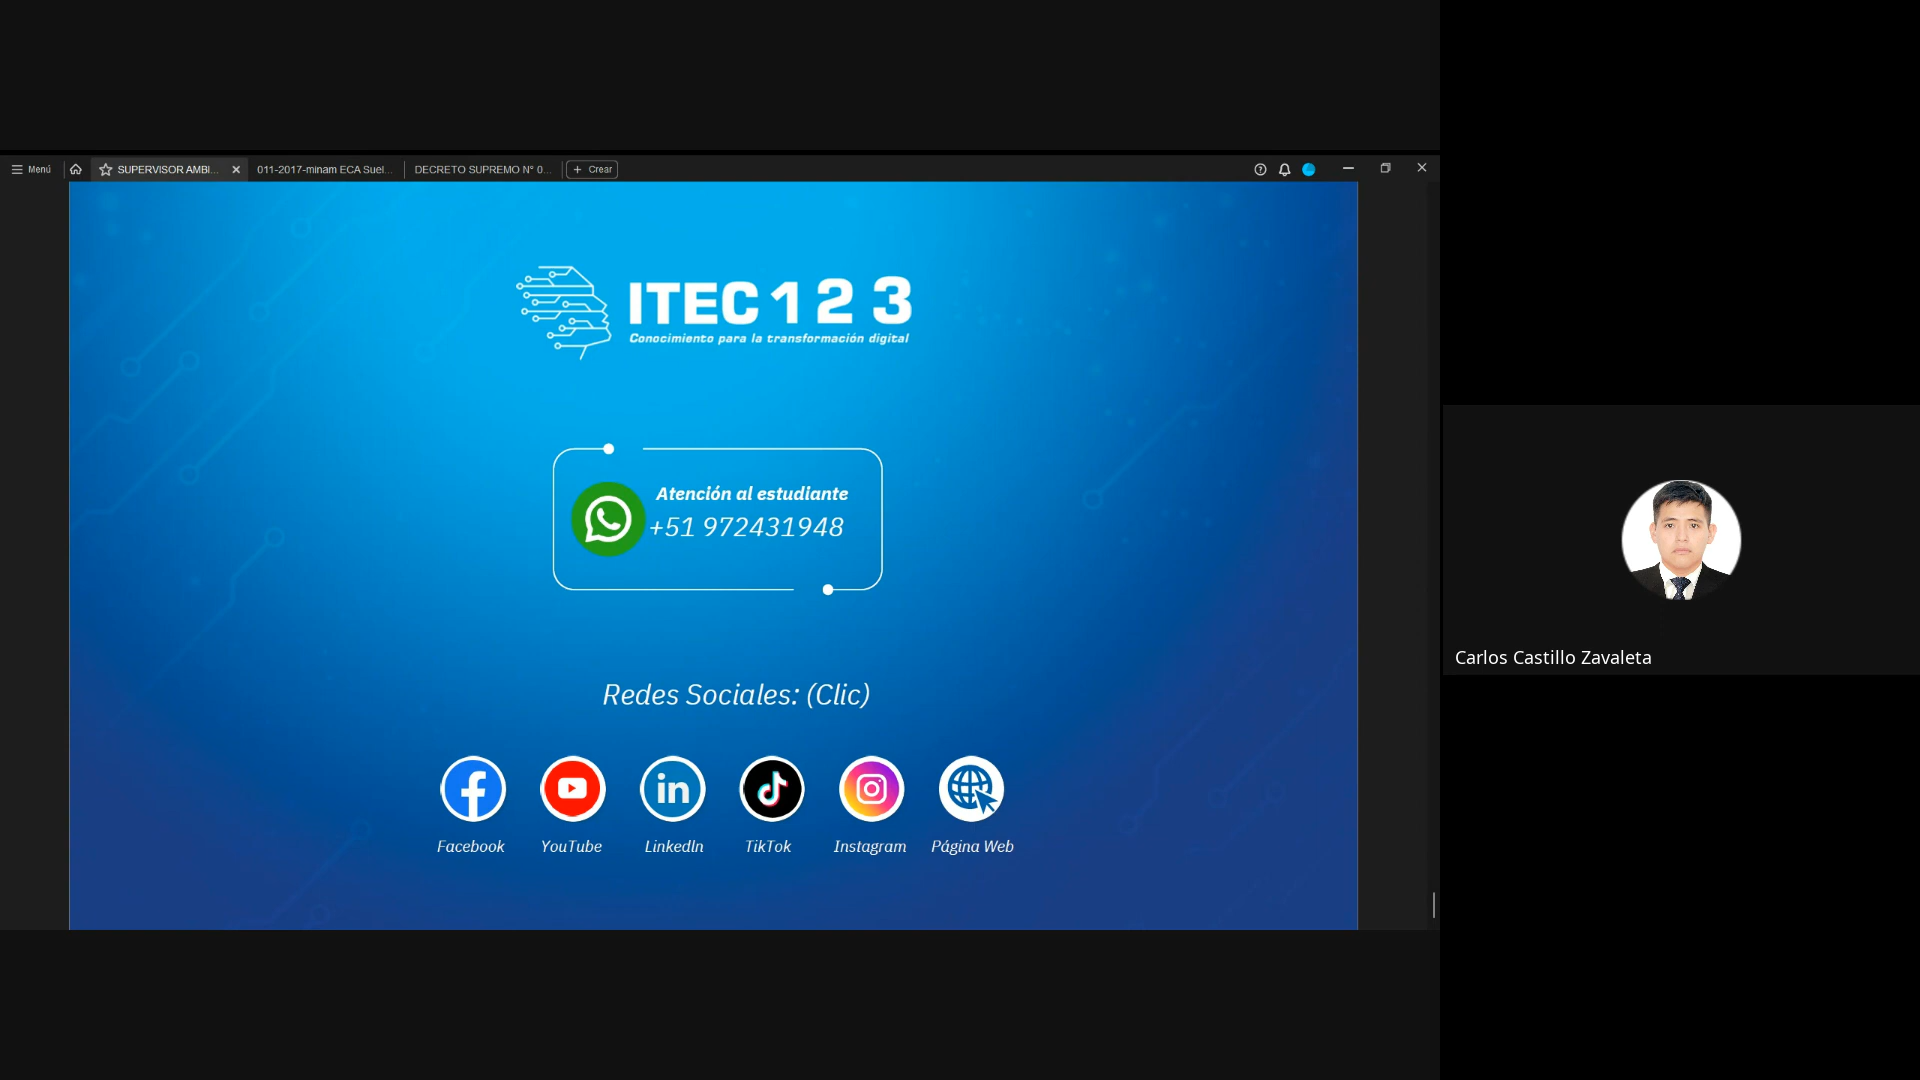 Menú
SUPERVISOR AMBI...
011-2017-minam ECA Suel...
DECRETO SUPREMO N° 0...
+ Crear
ITEC 1 2 3
Conocimiento para la transformación digital
Atención al estudiante
+51 972431948
Redes Sociales: (Clic)
Facebook
YouTube
LinkedIn
TikTok
Instagram
Página Web
Carlos Castillo Zavaleta